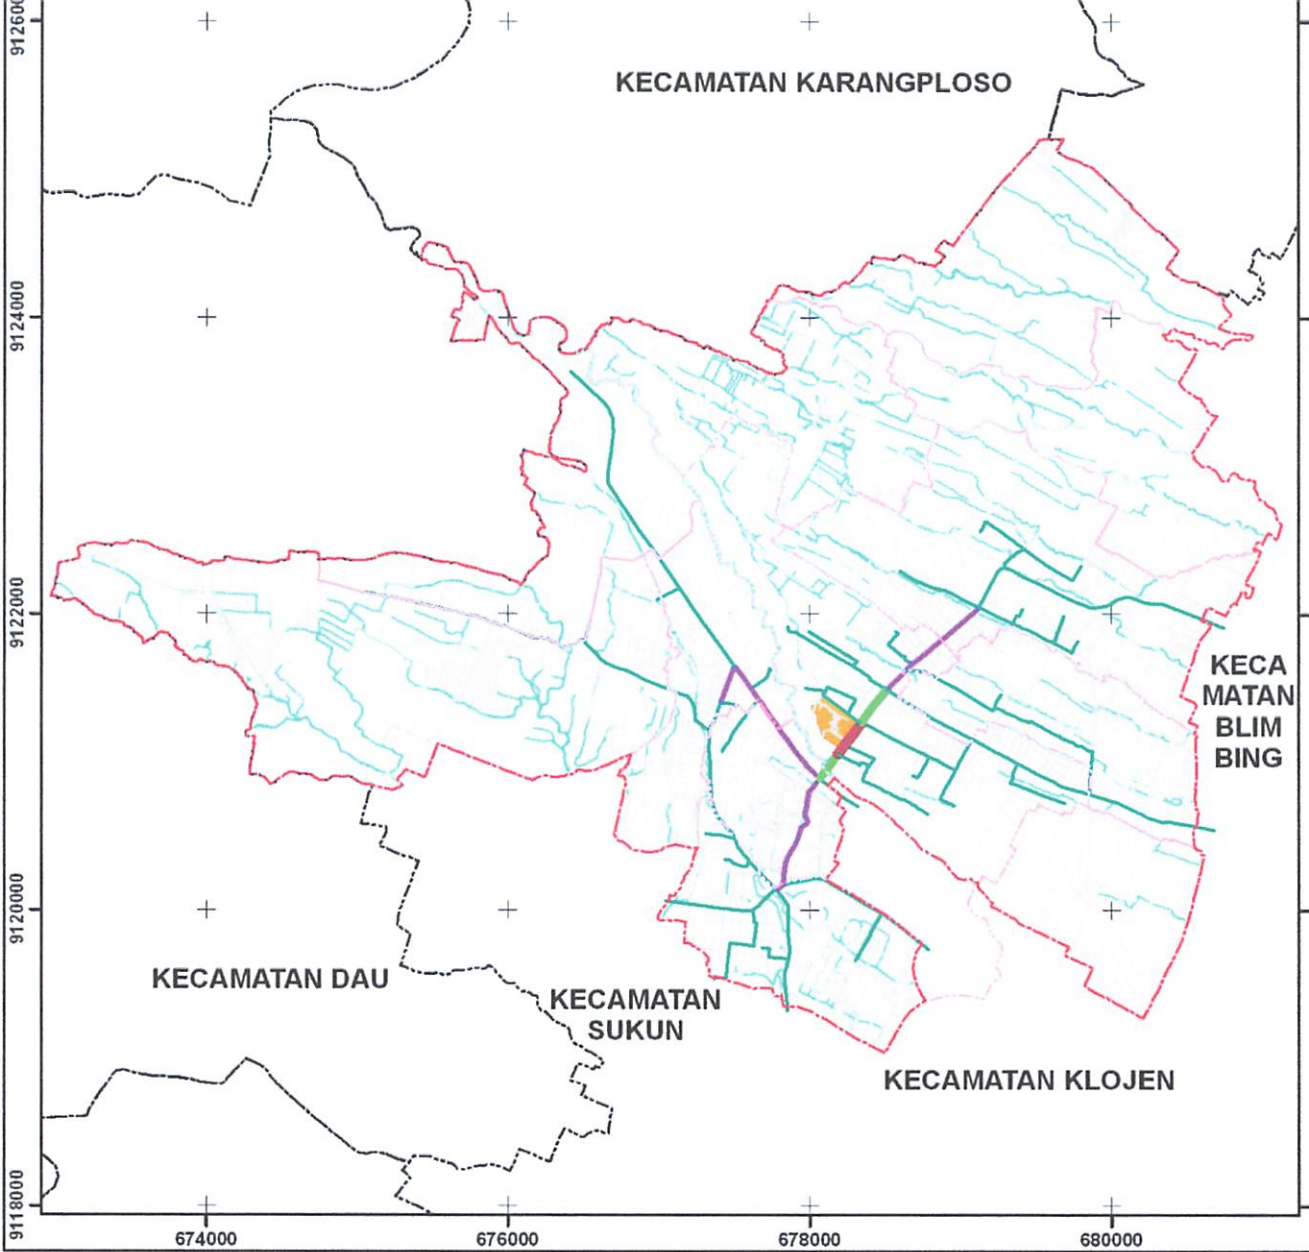 912600
KECAMATAN KARANGPLOSO
9124000
9122000
KECA
MATAN
BLIM
BING
9120000
KECAMATAN DAU
KECAMATAN
SUKUN
KECAMATAN KLOJEN
9118000
674000
676000
678000
680000